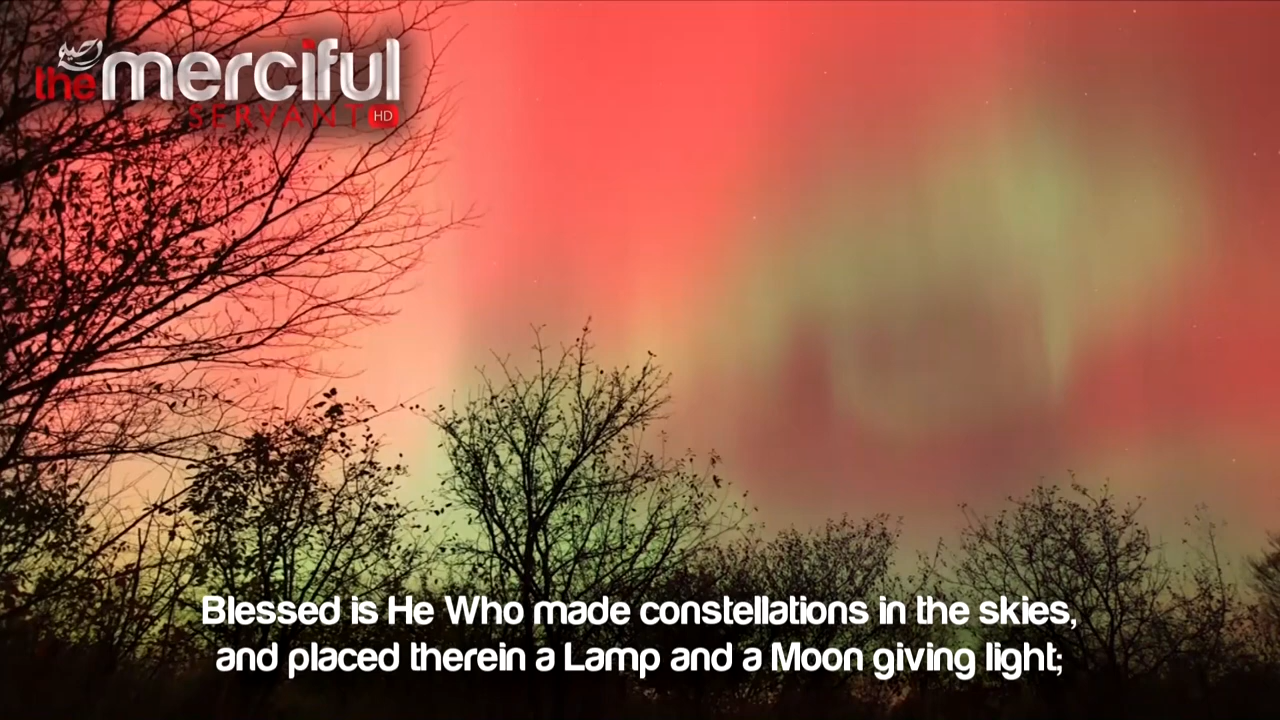 the merciful
SERVANT HD
Blessed is He Who made constellations in the skies,
and placed therein a Lamp and a Moon giving light;